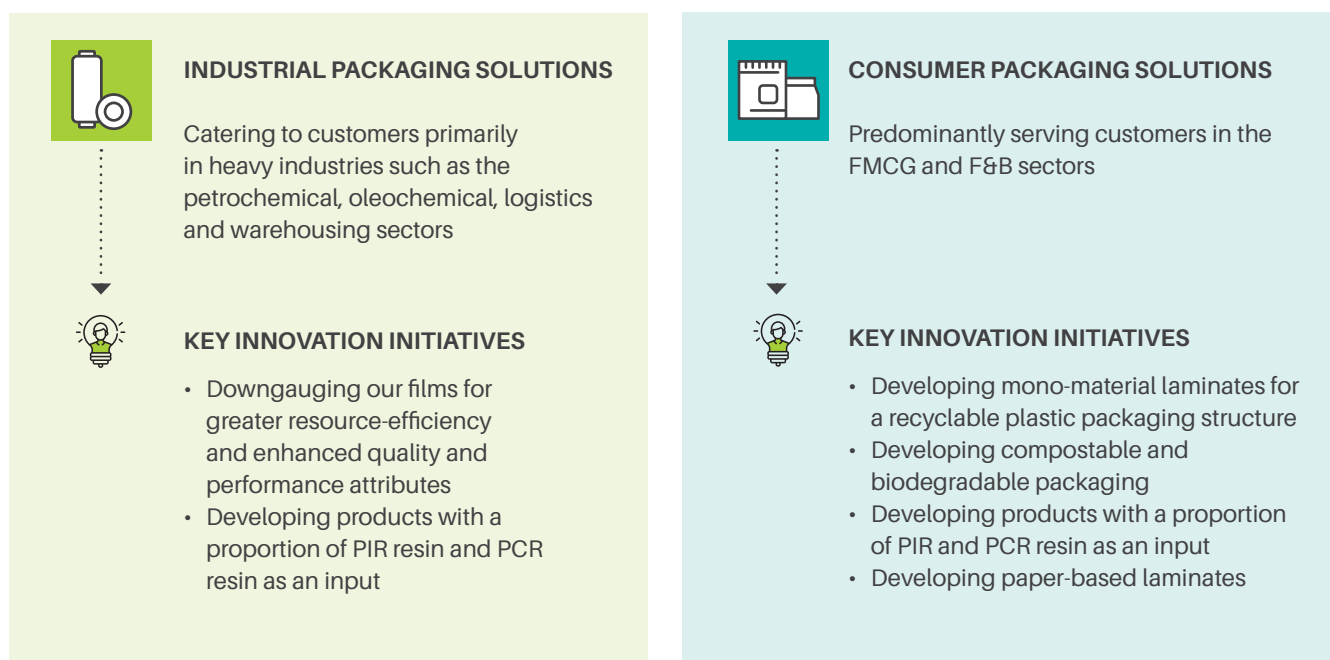 INDUSTRIAL PACKAGING SOLUTIONS
Catering to customers primarily
in heavy industries such as the
petrochemical, oleochemical, logistics
and warehousing sectors
KEY INNOVATION INITIATIVES
• Downgauging our films for
greater resource-efficiency
and enhanced quality and
performance attributes
• Developing products with a
proportion of PIR resin and PCR
resin as an input
CONSUMER PACKAGING SOLUTIONS
Predominantly serving customers in the
FMCG and F&B sectors
KEY INNOVATION INITIATIVES
• Developing mono-material laminates for
a recyclable plastic packaging structure
• Developing compostable and
biodegradable packaging
• Developing products with a proportion
of PIR and PCR resin as an input
• Developing paper-based laminates